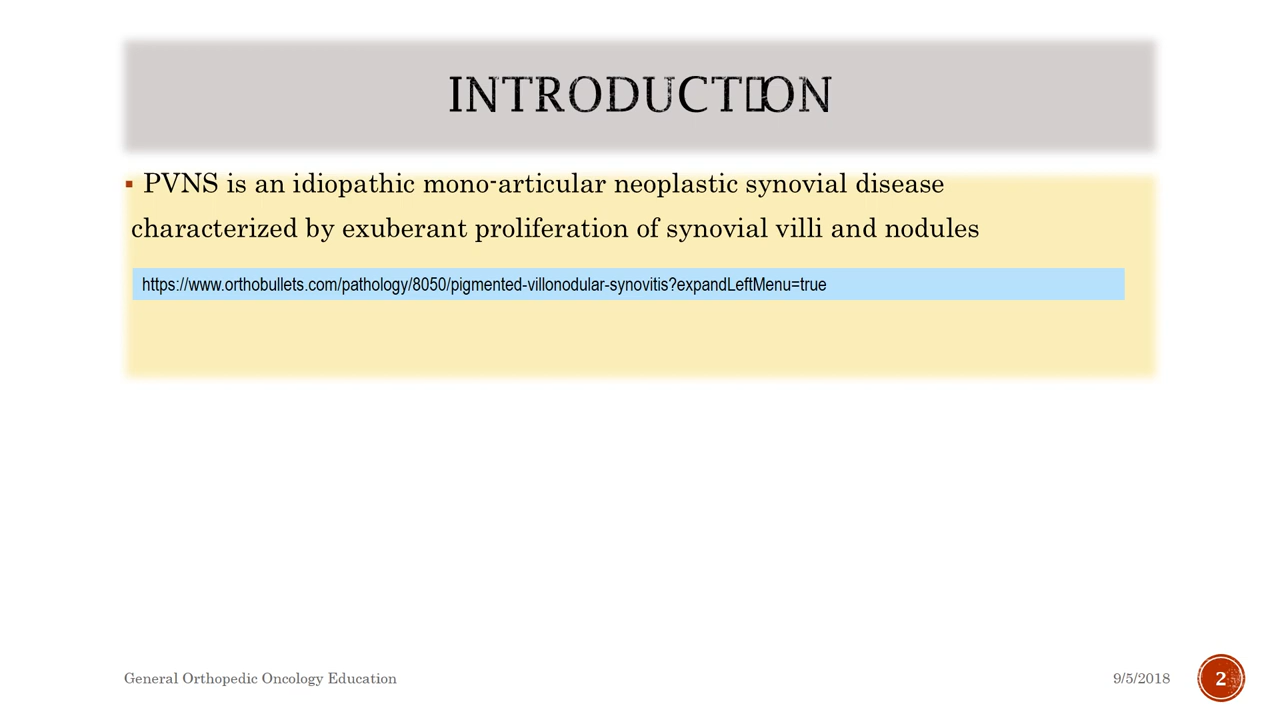 INTRODUCTION
▪ PVNS is an idiopathic mono-articular neoplastic synovial disease
characterized by exuberant proliferation of synovial villi and nodules
https://www.orthobullets.com/pathology/8050/pigmented-villonodular-synovitis?expandLeftMenu=true
General Orthopedic Oncology Education
9/5/2018
2